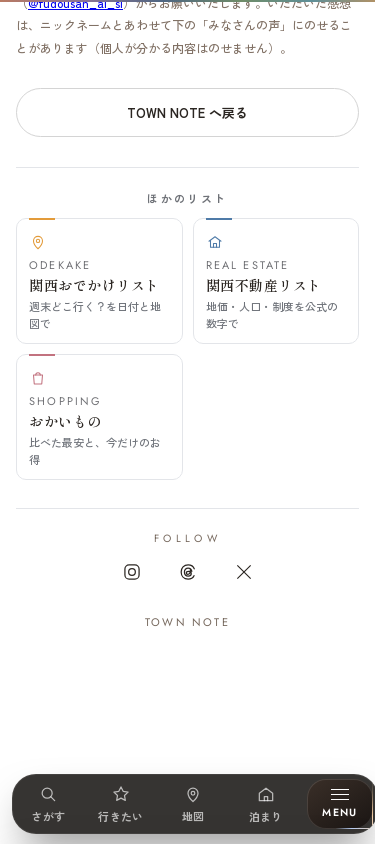 （@fudousan_ai_si）からお願いいたします。いただいた感想
は、ニックネームとあわせて下の「みなさんの声」にのせるこ
とがあります（個人が分かる内容はのせません）。
TOWN NOTE へ戻る
ほかのリスト
ODEKAKE
関西おでかけリスト
週末どこ行く？を日付と地
図で
REAL ESTATE
関西不動産リスト
地価・人口・制度を公式の
数字で
SHOPPING
おかいもの
比べた最安と、今だけのお
得
FOLLOW
TOWN NOTE
さがす
行きたい
地図
泊まり
MENU